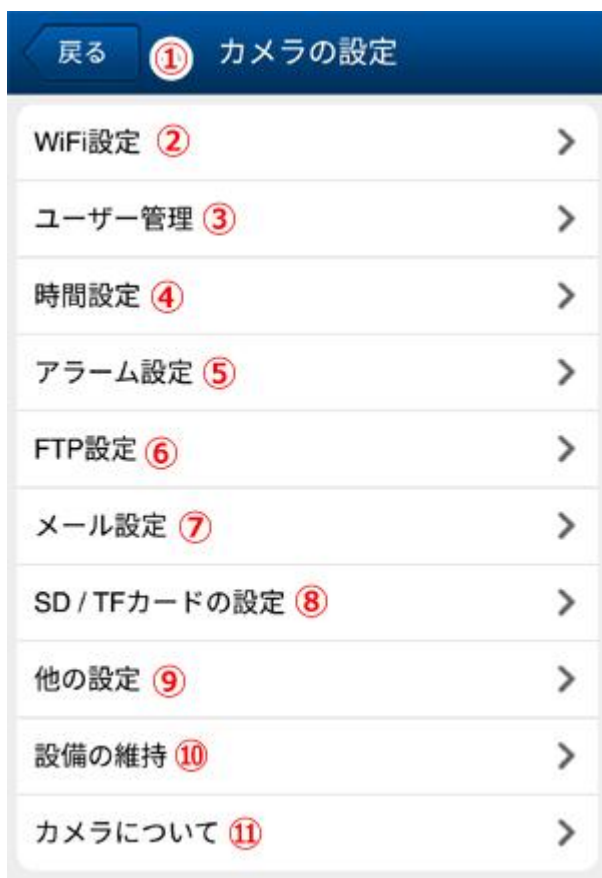 戻る ① カメラの設定
WiFi設定 ②
ユーザー管理 ③
時間設定 ④
アラーム設定 ⑤
FTP設定 ⑥
メール設定 ⑦
SD / TFカードの設定 ⑧
他の設定 ⑨
設備の維持 ⑩
カメラについて ⑪